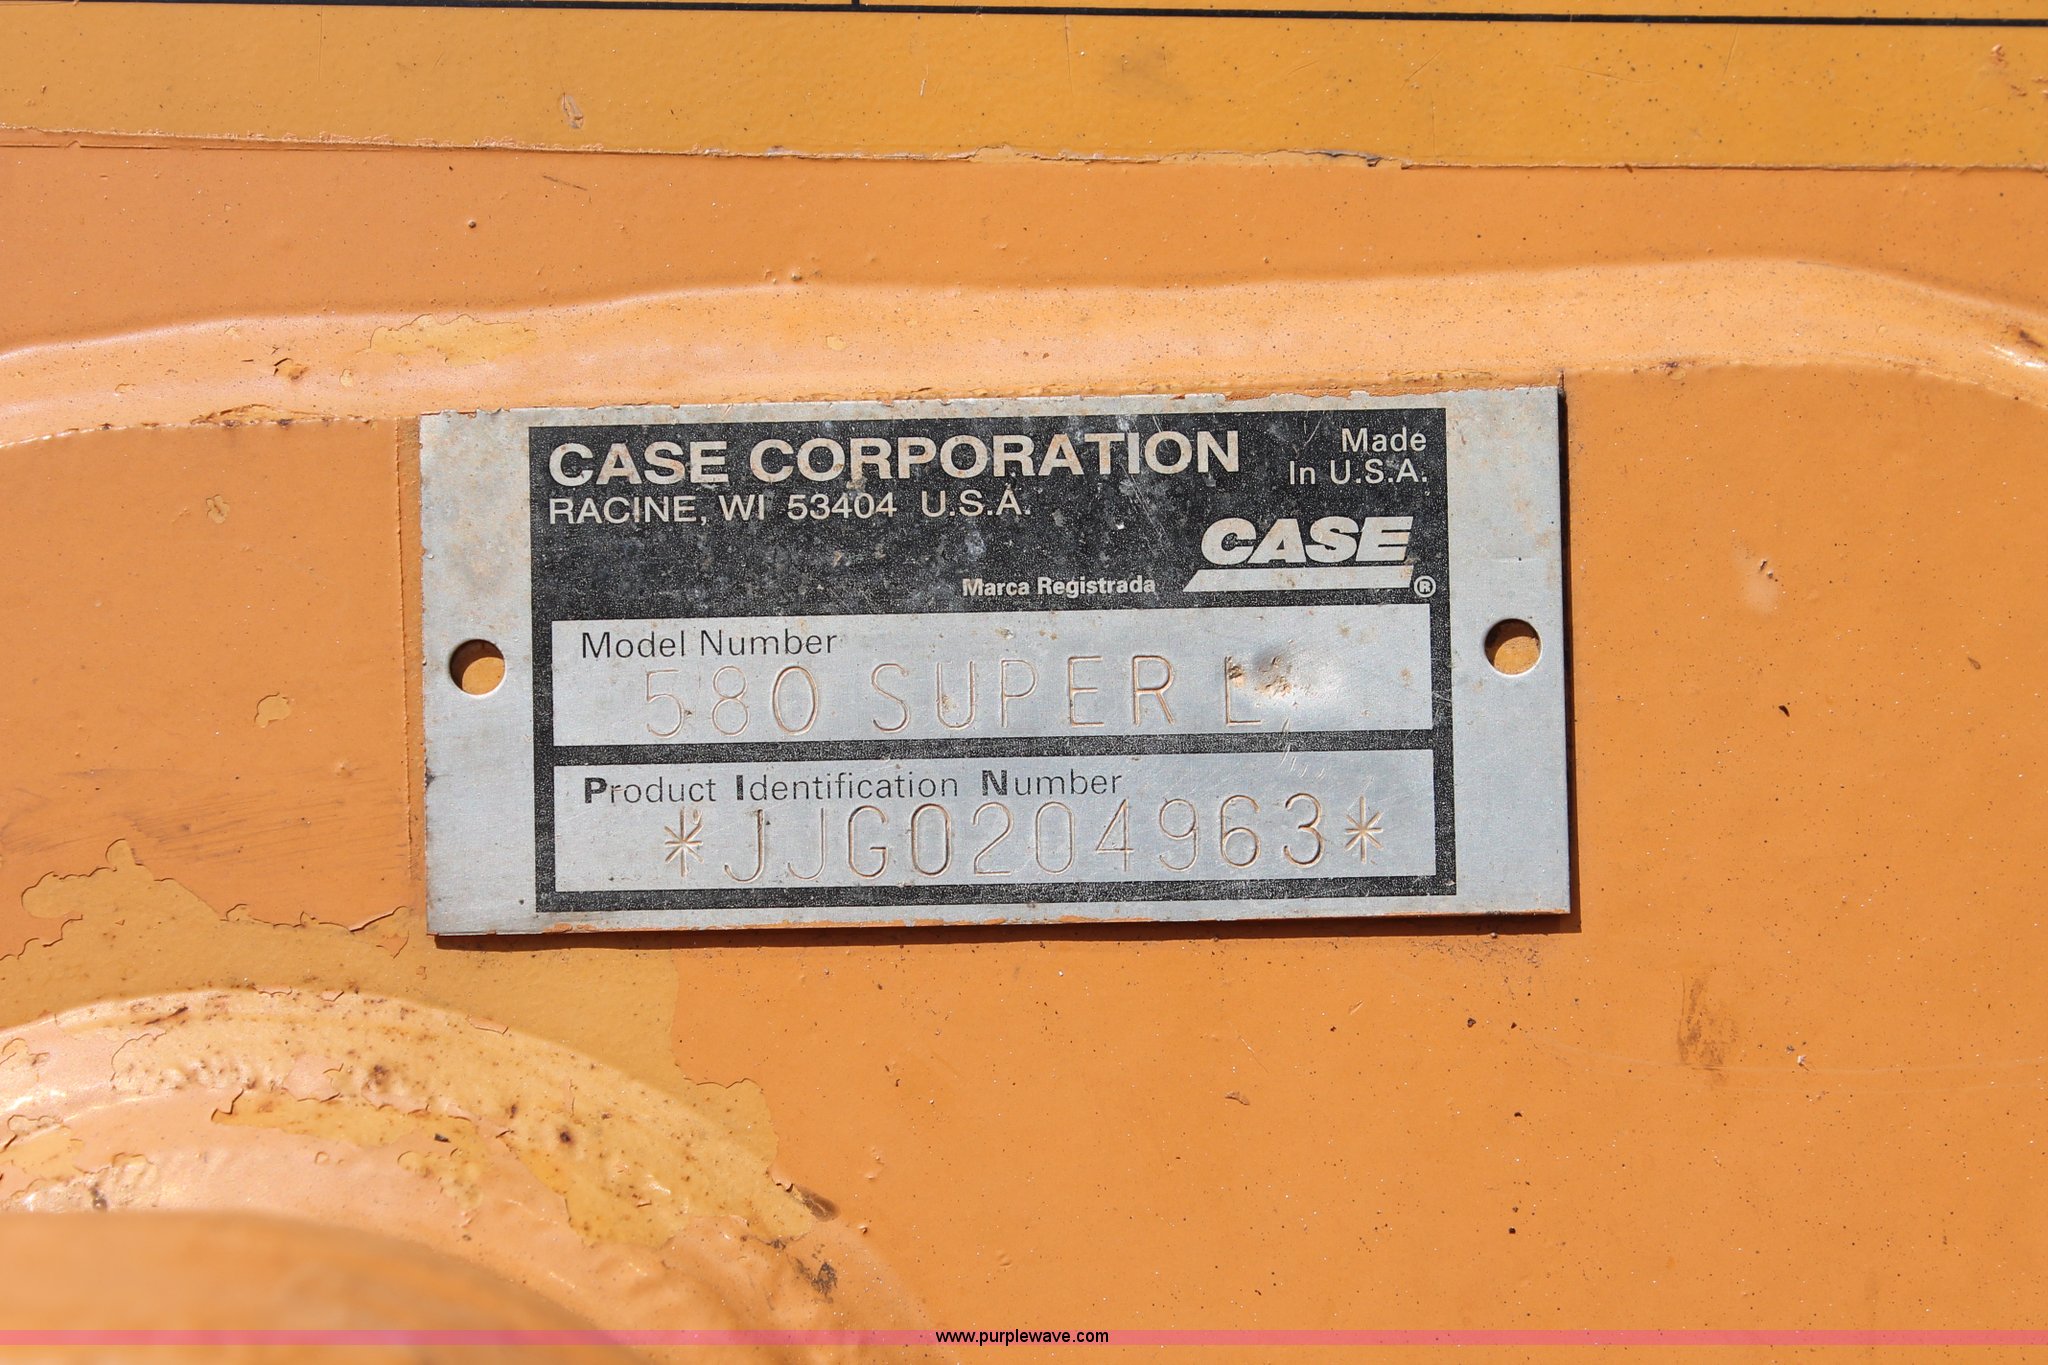 CASE CORPORATION
RACINE, WI 53404 U.S.A.
Made
In U.S.A.
CASE
®
Marca Registrada
Model Number
580 SUPER L
Product Identification Number
*JJG0204963*
www.purplewave.com